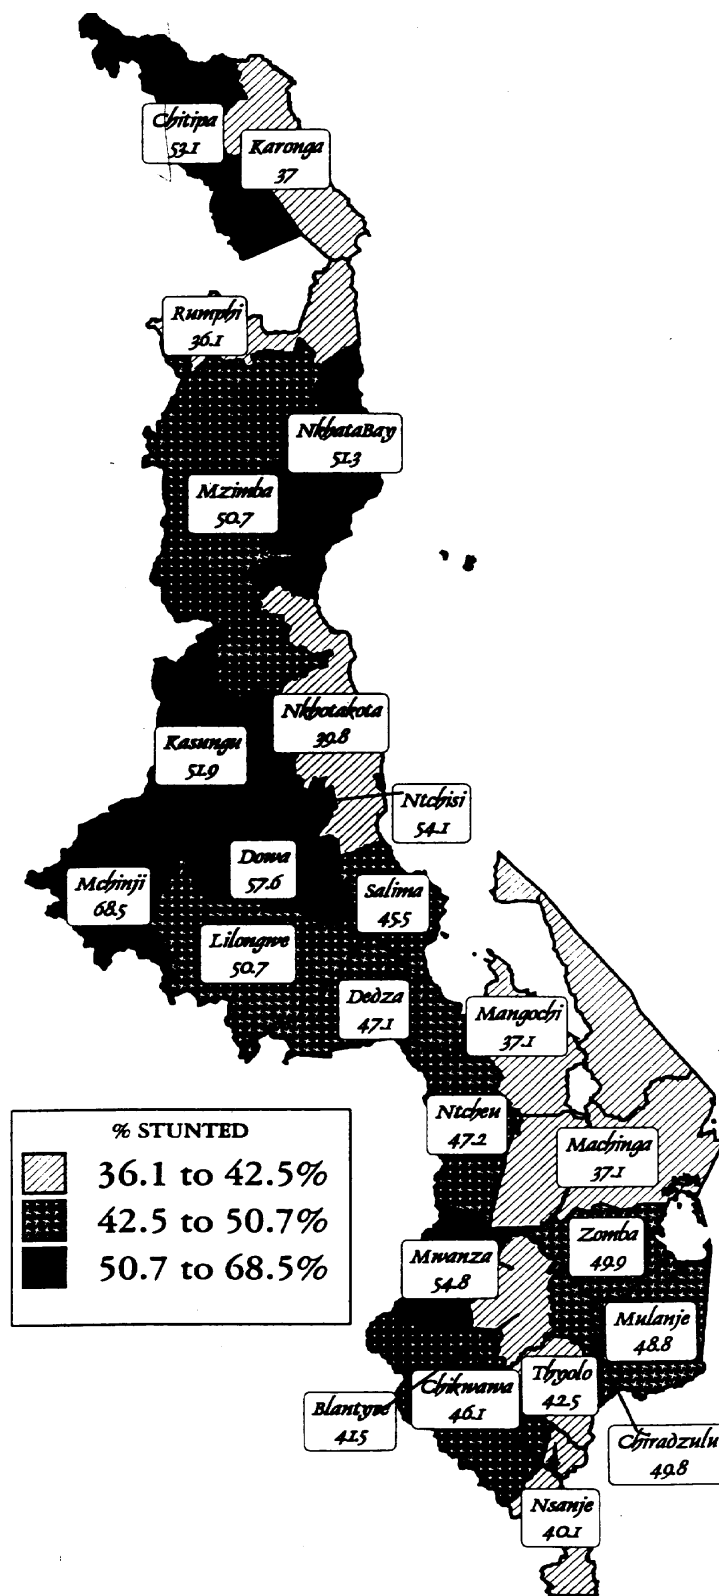 Chitipa
53.1
Karonga
37
Rumphi
36.1
NkhataBay
51.3
Mzimba
50.7
Nkhotakota
39.8
Kasungu
51.9
Ntchisi
54.1
Dowa
57.6
Mchinji
68.5
Salima
45.5
Lilongwe
50.7
Dedza
47.1
Mangochi
37.1
Ntcheu
47.2
Machinga
37.1
% STUNTED
36.1 to 42.5%
42.5 to 50.7%
50.7 to 68.5%
Zomba
49.9
Mwanza
54.8
Mulanje
48.8
Thyolo
42.5
Chikwawa
46.1
Blantyre
41.5
Chiradzulu
49.8
Nsanje
40.1